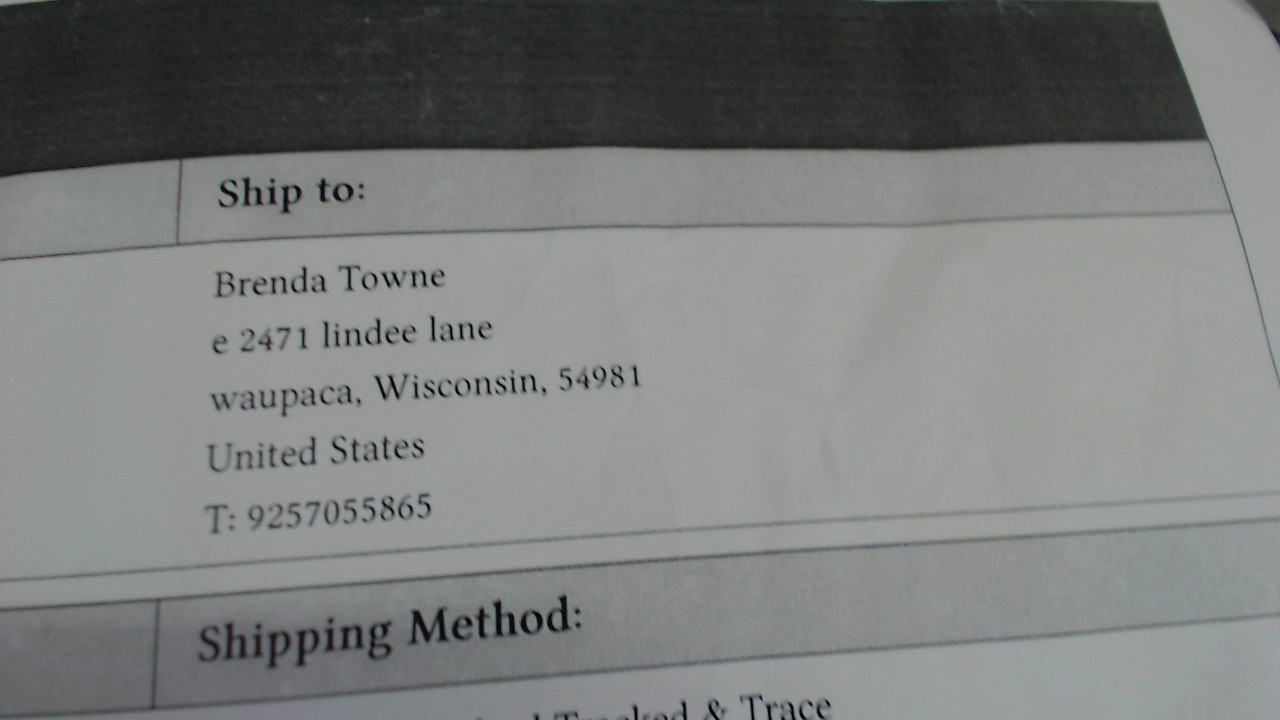 Ship to:
Brenda Towne
e 2471 lindee lane
waupaca, Wisconsin, 54981
United States
T: 9257055865
Shipping Method:
Tracked & Trace